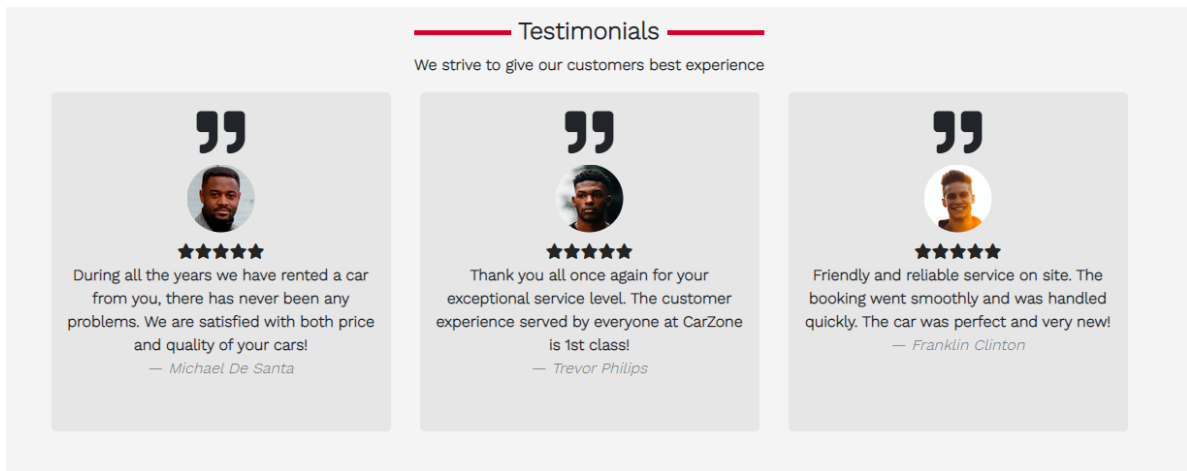 Testimonials
We strive to give our customers best experience
During all the years we have rented a car
from you, there has never been any
problems. We are satisfied with both price
and quality of your cars!
— Michael De Santa
Thank you all once again for your
exceptional service level. The customer
experience served by everyone at CarZone
is 1st class!
— Trevor Philips
Friendly and reliable service on site. The
booking went smoothly and was handled
quickly. The car was perfect and very new!
— Franklin Clinton